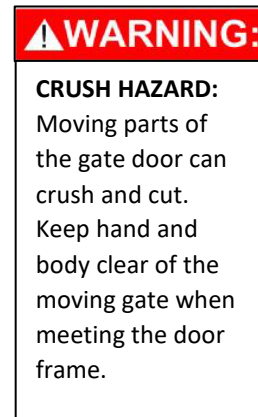 WARNING:
CRUSH HAZARD:
Moving parts of
the gate door can
crush and cut.
Keep hand and
body clear of the
moving gate when
meeting the door
frame.